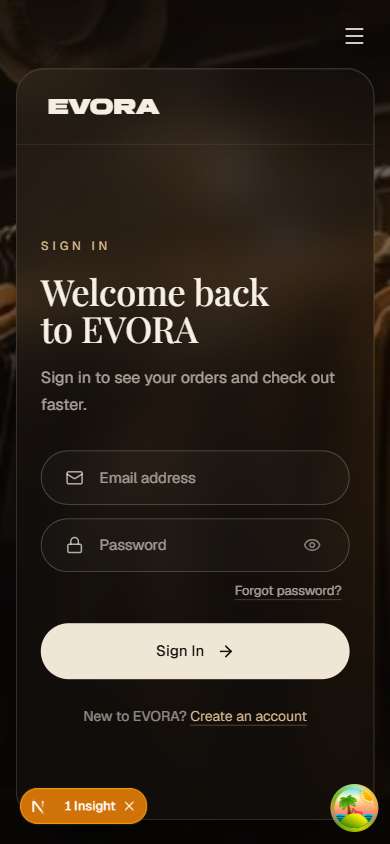 EVORA
SIGN IN
Welcome back
to EVORA
Sign in to see your orders and check out
faster.
Email address
Password
Forgot password?
Sign In
New to EVORA? Create an account
N 1 Insight